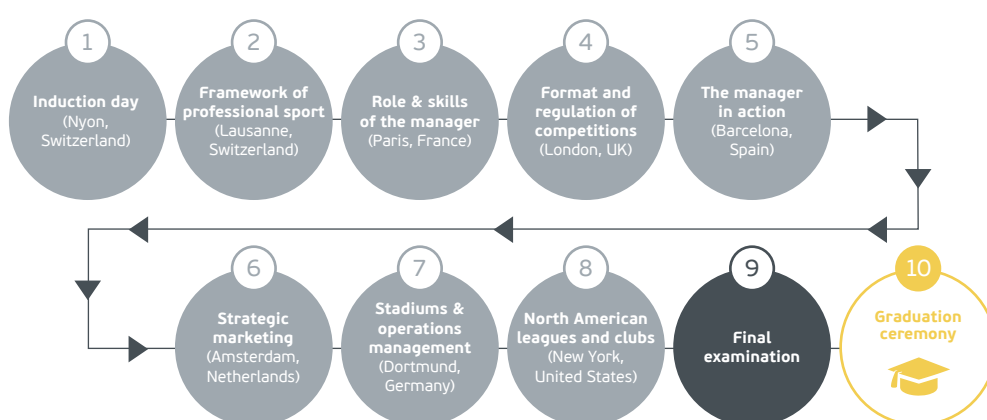 1
Induction day
(Nyon,
Switzerland)
2
Framework of
professional sport
(Lausanne,
Switzerland)
3
Role & skills
of the manager
(Paris, France)
4
Format and
regulation of
competitions
(London, UK)
5
The manager
in action
(Barcelona,
Spain)
6
Strategic
marketing
(Amsterdam,
Netherlands)
7
Stadiums &
operations
management
(Dortmund,
Germany)
8
North American
leagues and clubs
(New York,
United States)
9
Final
examination
10
Graduation
ceremony